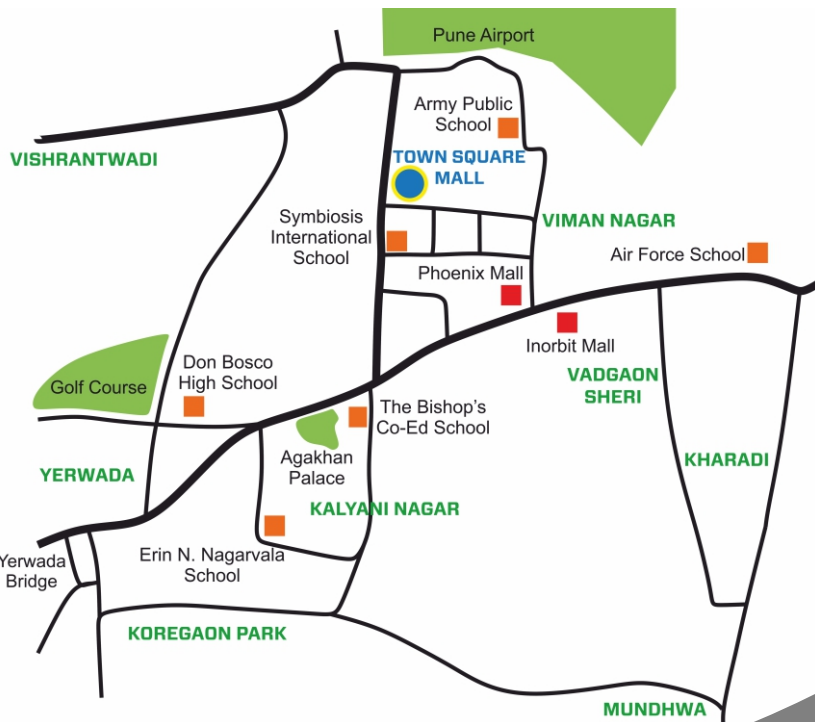 Pune Airport
Army Public
School
VISHRANTWADI
TOWN SQUARE
MALL
Symbiosis
International
School
VIMAN NAGAR
Air Force School
Phoenix Mall
Inorbit Mall
Golf Course
Don Bosco
High School
VADGAON
SHERI
The Bishop's
Co-Ed School
YERWADA
Agakhan
Palace
KHARADI
KALYANI NAGAR
Yerwada
Bridge
Erin N. Nagarvala
School
KOREGAON PARK
MUNDHWA